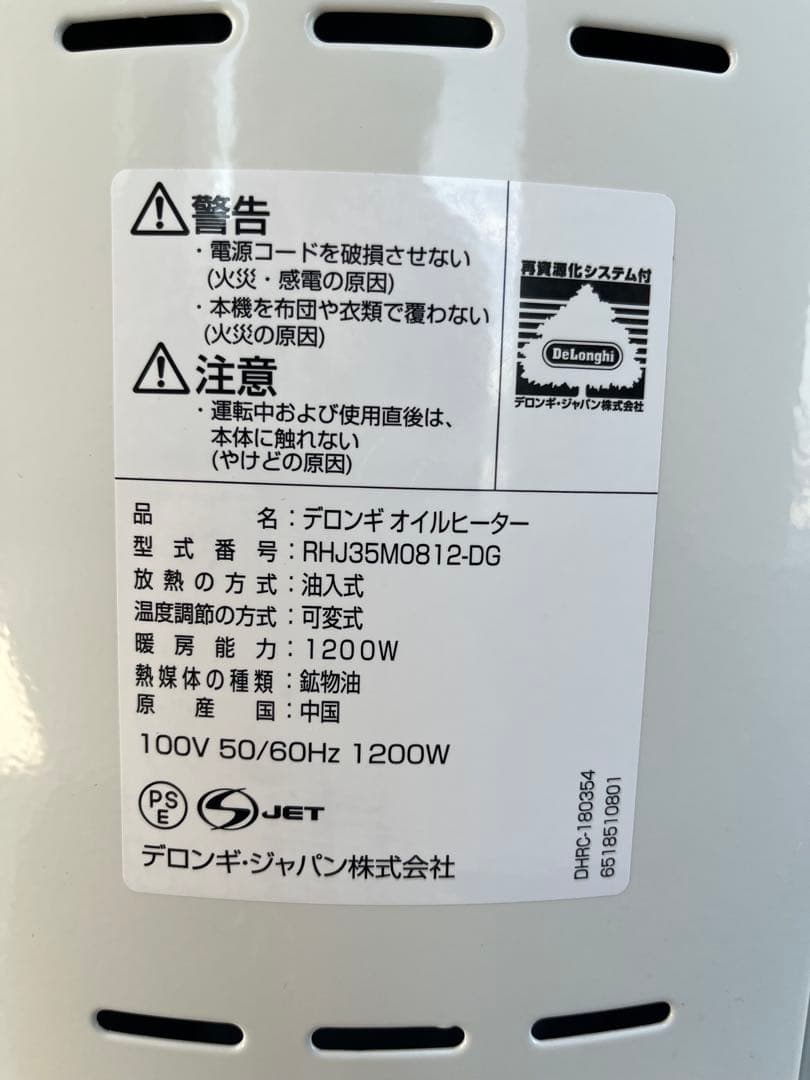 警告
・電源コードを破損させない
(火災・感電の原因)
・本機を布団や衣類で覆わない
(火災の原因)
注意
・運転中および使用直後は、
本体に触れない
(やけどの原因)
再資源化システム付
DeLonghi
デロンギ・ジャパン株式会社
品名：デロンギ オイルヒーター
型式番号：RHJ35M0812-DG
放熱の方式：油入式
温度調節の方式：可変式
暖房能力：1200W
熱媒体の種類：鉱物油
原産国：中国
100V 50/60Hz 1200W
PSE JET
デロンギ・ジャパン株式会社
DHRC-180354
6518510801